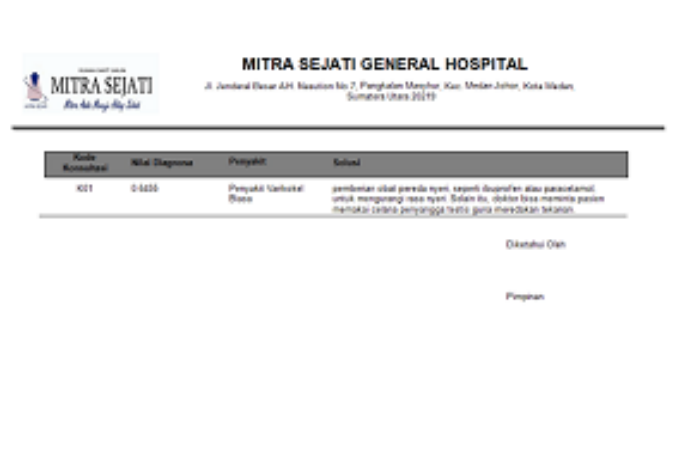 MITRA SEJATI GENERAL HOSPITAL
MITRA SEJATI
Jl. Jenderal Besar A.H. Nasution No.7, Pangkalan Masyhur, Kec. Medan Johor, Kota Medan,
Sumatera Utara 20219
Kode Konsultasi Nilai Diagnosa Penyakit Solusi
K01 Penyakit Varikokel Biasa
pemberian obat pereda nyeri, seperti ibuprofen atau paracetamol,
untuk mengurangi rasa nyeri. Selain itu, dokter bisa meminta pasien
memakai celana penyangga testis guna meredakan tekanan.
Diketahui Oleh
Pimpinan